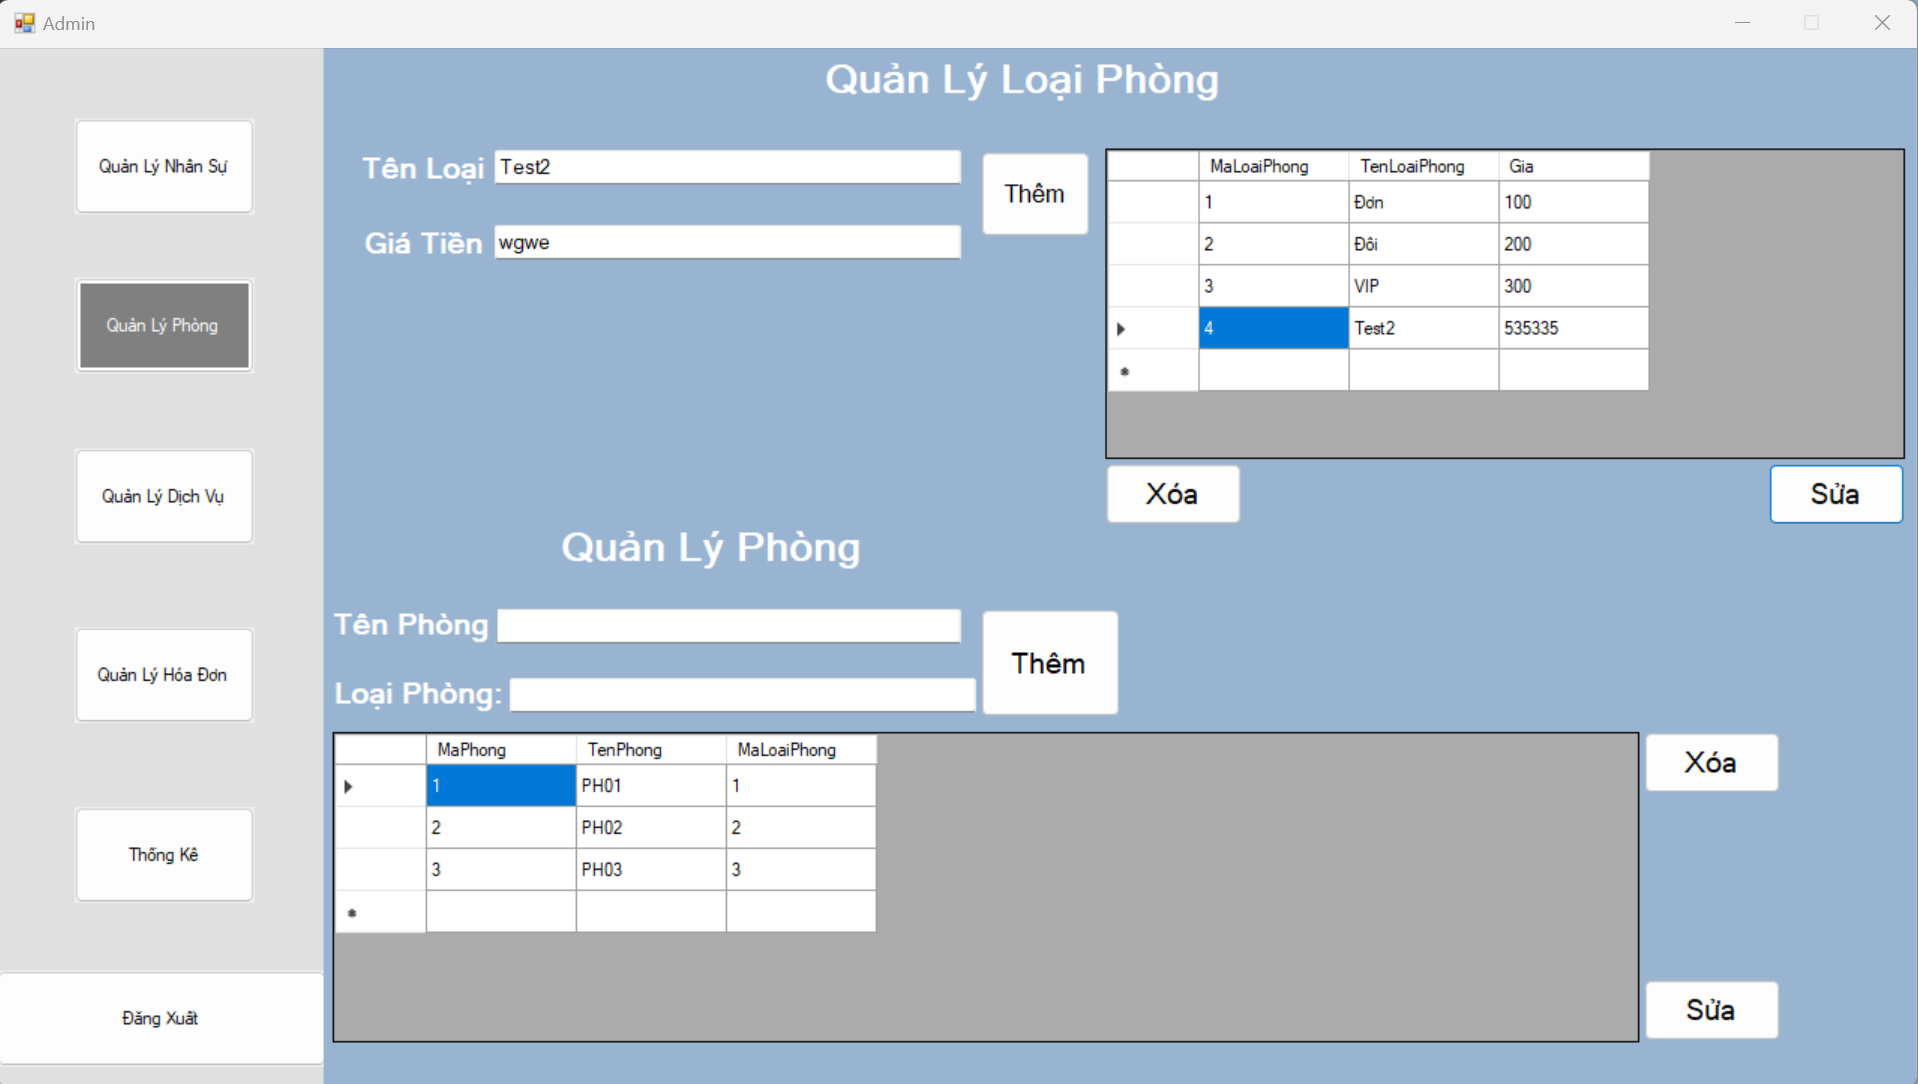 Admin
Quản Lý Nhân Sự
Quản Lý Phòng
Quản Lý Dịch Vụ
Quản Lý Hóa Đơn
Thống Kê
Đăng Xuất
Quản Lý Loại Phòng
Tên Loại Test2
Giá Tiền wgwe
Thêm
MaLoaiPhong TenLoaiPhong Gia
1 Đơn 100
2 Đôi 200
3 VIP 300
4 Test2 535335
Xóa Sửa
Quản Lý Phòng
Tên Phòng
Loại Phòng:
Thêm
MaPhong TenPhong MaLoaiPhong
1 PH01 1
2 PH02 2
3 PH03 3
Xóa
Sửa